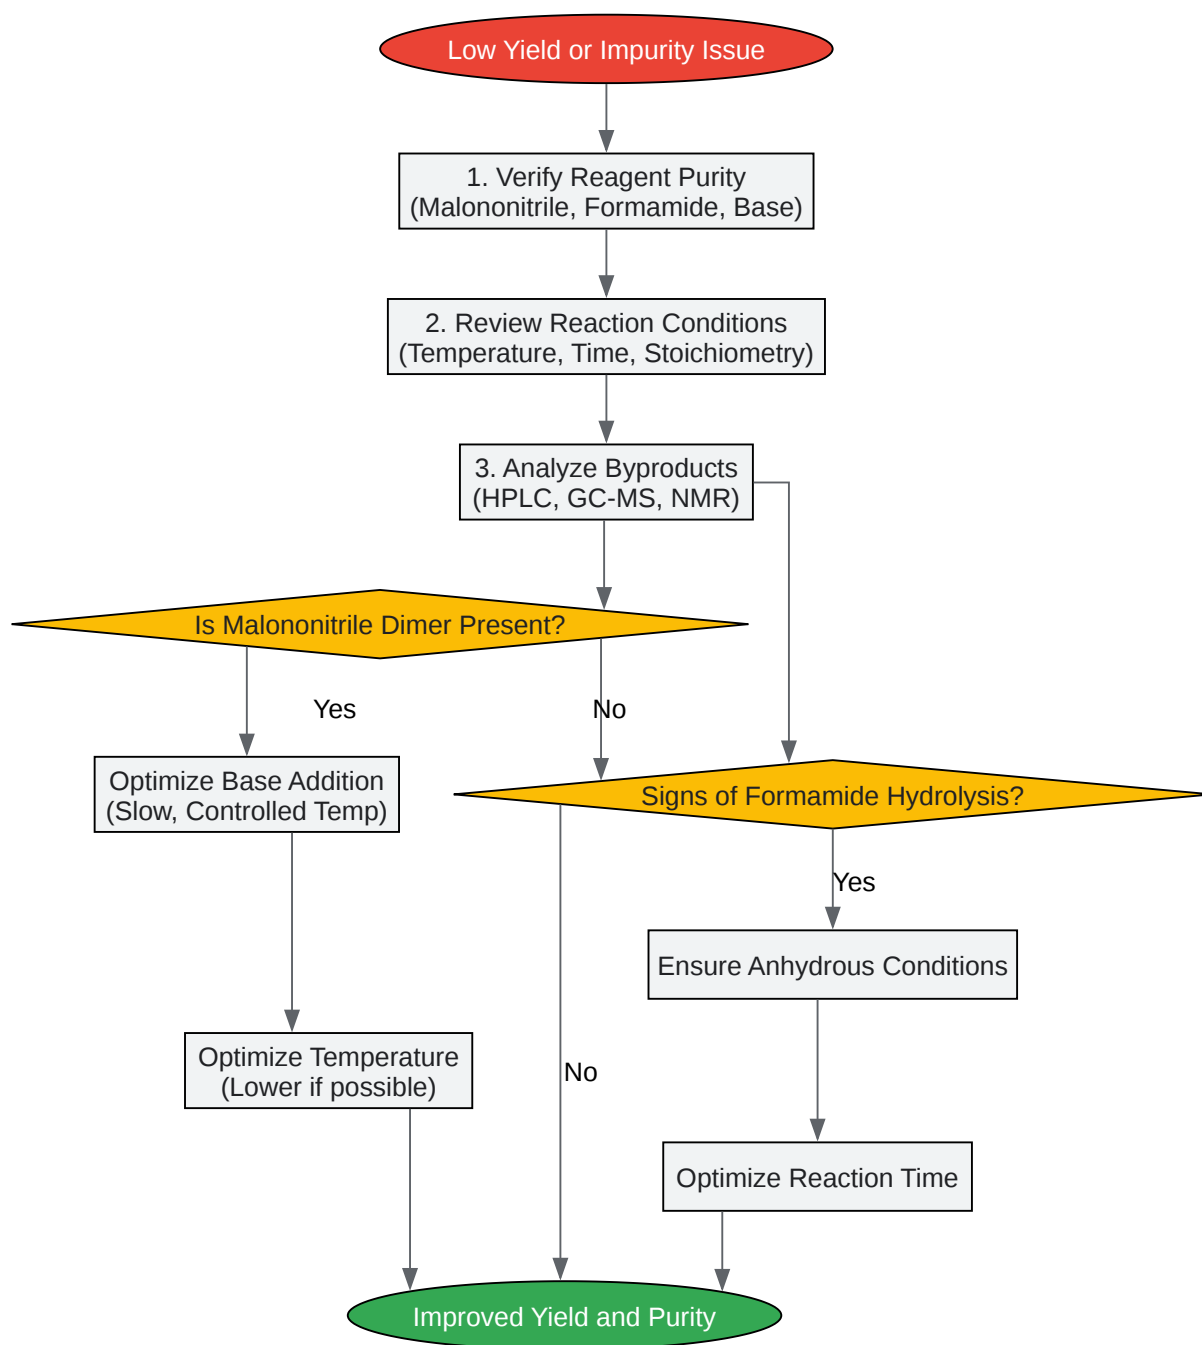 Low Yield or Impurity Issue
1. Verify Reagent Purity
(Malononitrile, Formamide, Base)
2. Review Reaction Conditions
(Temperature, Time, Stoichiometry)
3. Analyze Byproducts
(HPLC, GC-MS, NMR)
Is Malononitrile Dimer Present?
Yes
No
Optimize Base Addition
(Slow, Controlled Temp)
Signs of Formamide Hydrolysis?
Yes
Ensure Anhydrous Conditions
Optimize Temperature
(Lower if possible)
No
Optimize Reaction Time
Improved Yield and Purity